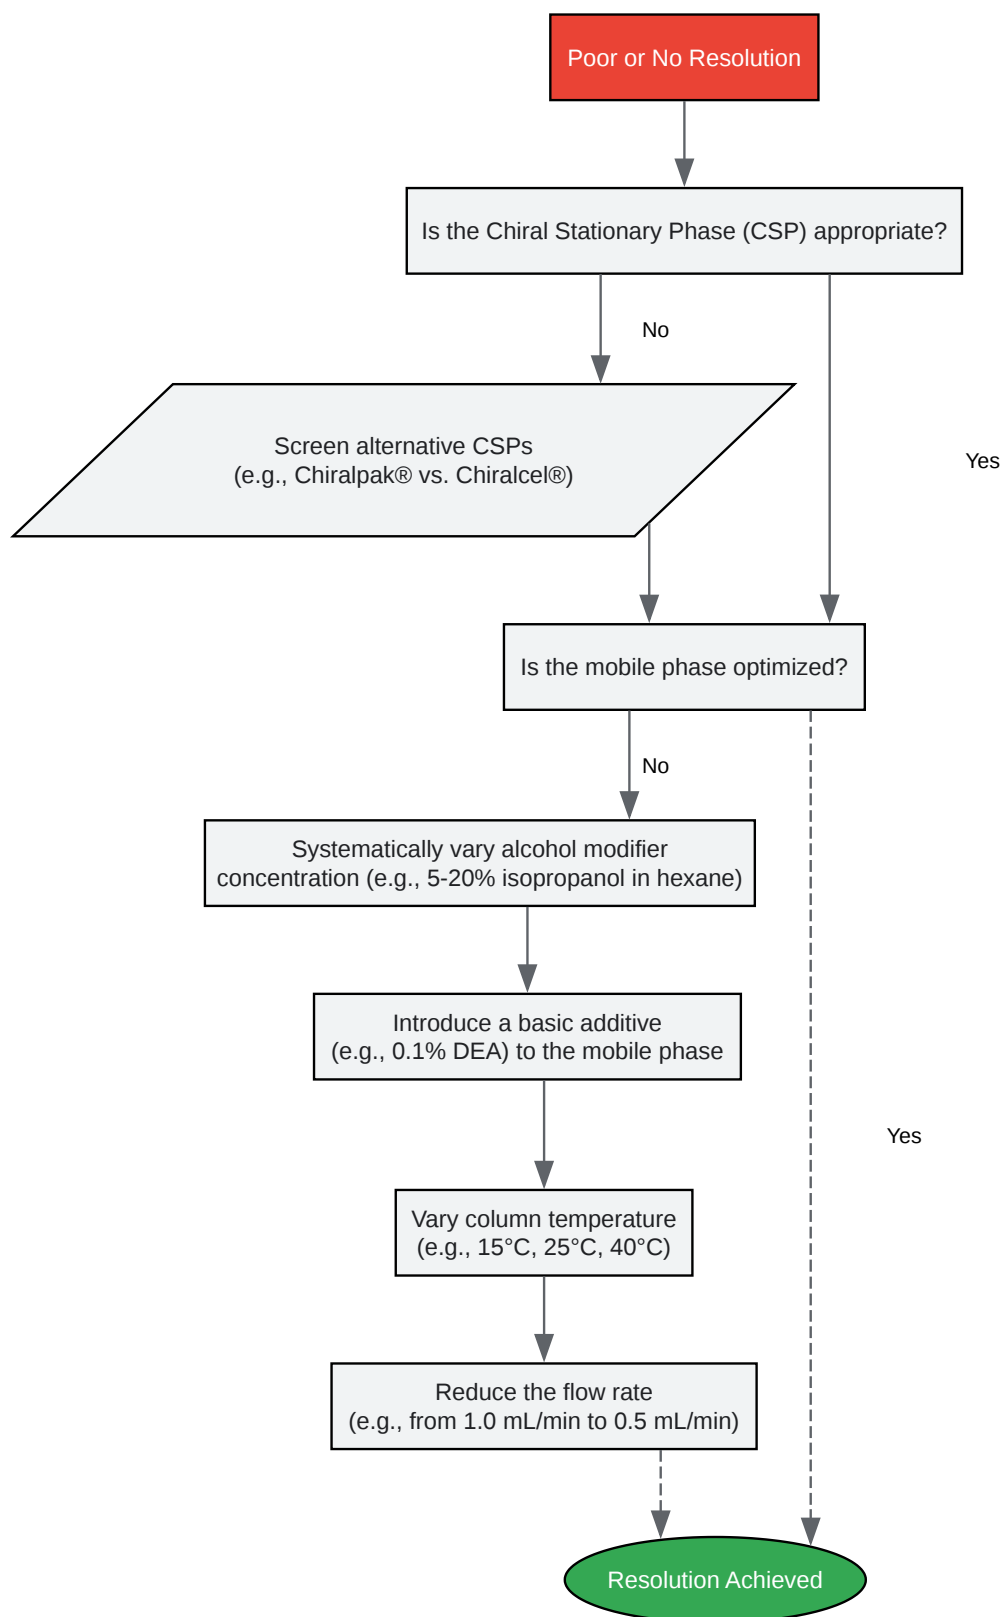 Poor or No Resolution
Is the Chiral Stationary Phase (CSP) appropriate?
No
Screen alternative CSPs
(e.g., Chiralpak® vs. Chiralcel®)
Yes
Is the mobile phase optimized?
No
Systematically vary alcohol modifier
concentration (e.g., 5-20% isopropanol in hexane)
Introduce a basic additive
(e.g., 0.1% DEA) to the mobile phase
Yes
Vary column temperature
(e.g., 15°C, 25°C, 40°C)
Reduce the flow rate
(e.g., from 1.0 mL/min to 0.5 mL/min)
Resolution Achieved